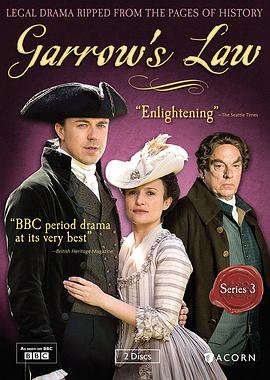 LEGAL DRAMA RIPPED FROM THE PAGES OF HISTORY
Garrow's Law
"Enlightening" —The Seattle Times
"BBC period drama
at its very best"
—British Heritage Magazine
Series 3
AS SEEN ON
BBC
2 Discs
ACORN